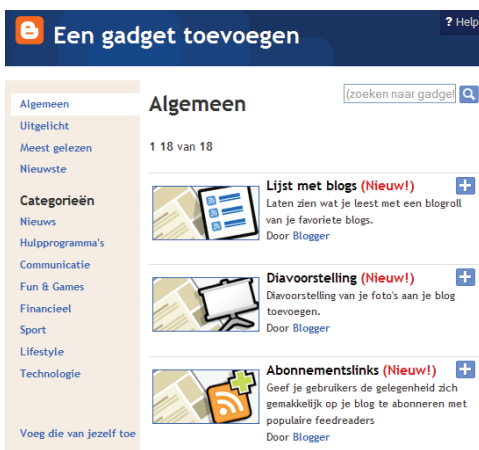 Een gadget toevoegen
? Help
Algemeen
Uitgelicht
Meest gelezen
Nieuwste
Categorieën
Nieuws
Hulpprogramma's
Communicatie
Fun & Games
Financieel
Sport
Lifestyle
Technologie
Voeg die van jezelf toe
Algemeen
(zoeken naar gadget
1 18 van 18
Lijst met blogs (Nieuw!)
Laten zien wat je leest met een blogroll
van je favoriete blogs.
Door Blogger
Diavoorstelling (Nieuw!)
Diavoorstelling van je foto's aan je blog
toevoegen.
Door Blogger
Abonnementslinks (Nieuw!)
Geef je gebruikers de gelegenheid zich
gemakkelijk op je blog te abonneren met
populaire feedreaders
Door Blogger